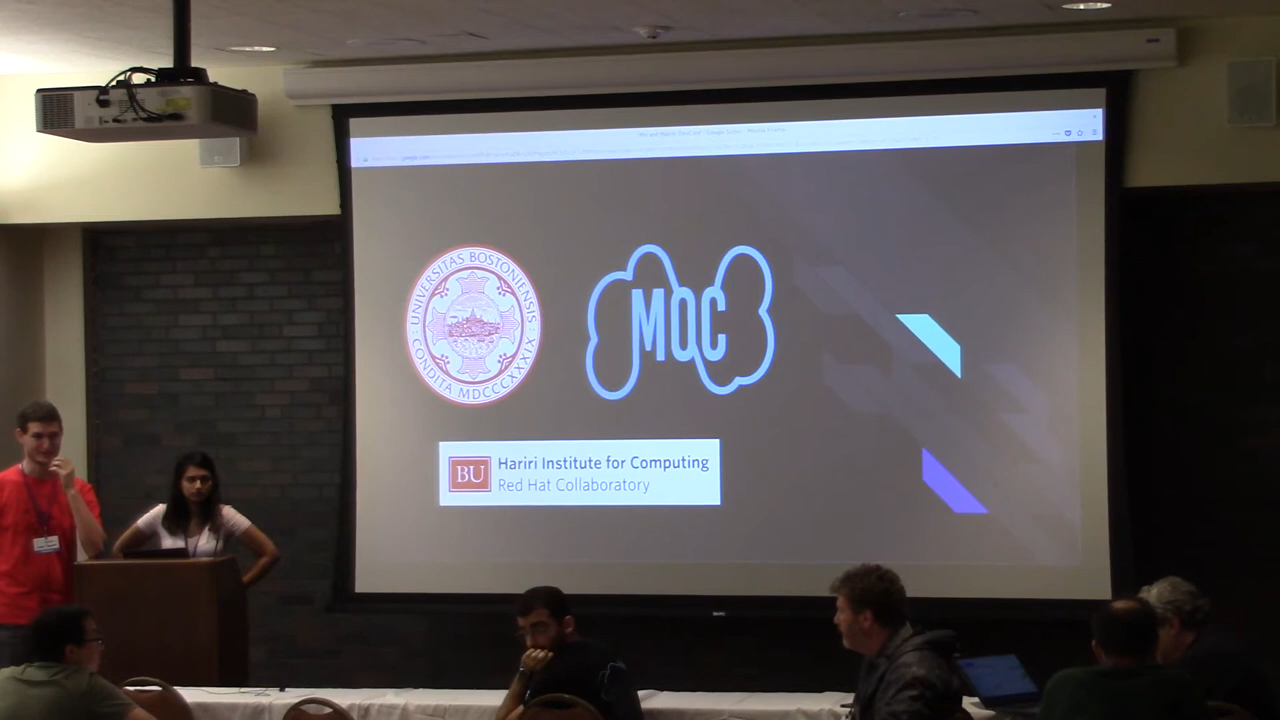 UNIVERSITAS BOSTONIENSIS
CONDITA MDCCCXXXIX
MOC
BU
Hariri Institute for Computing
Red Hat Collaboratory